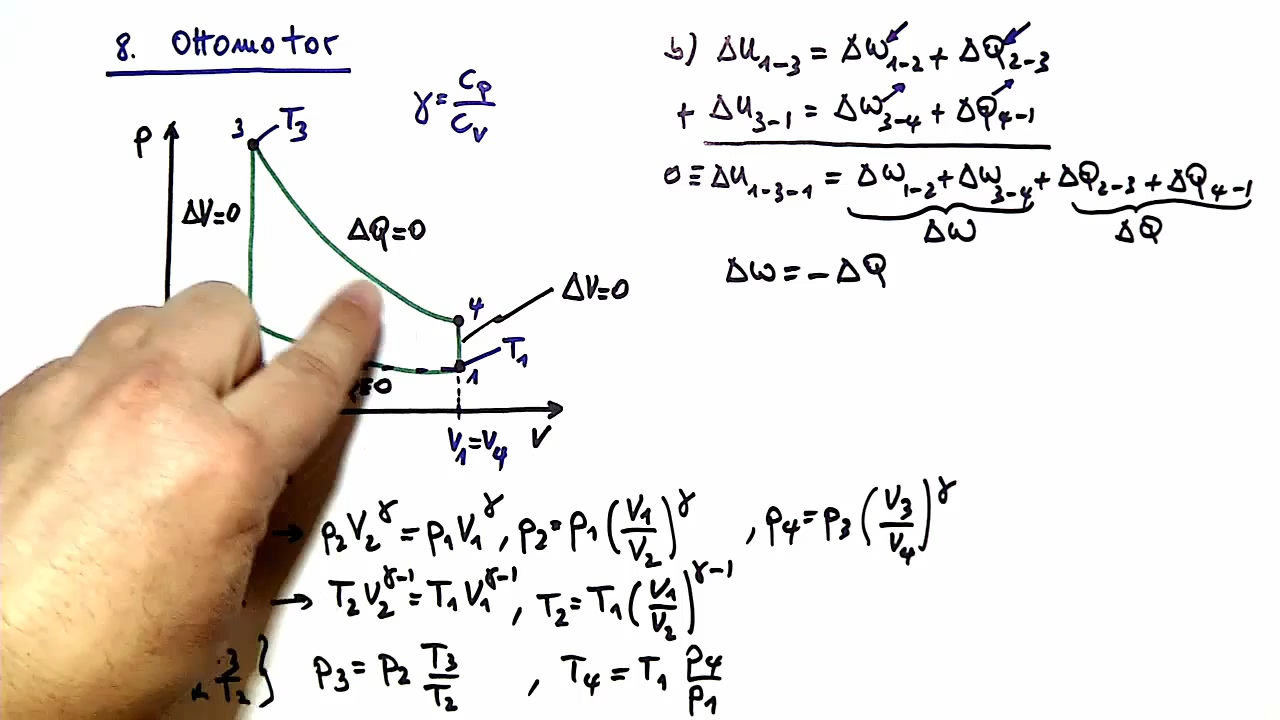 8. Ottomotor
γ = Cp/Cv
p
3
T₃
ΔV=0
ΔQ=0
4
ΔV=0
T₁
1
=0
V₁=V₄
V
b) ΔU₁₋₃ = ΔW₁₋₂ + ΔQ₂₋₃
+ ΔU₃₋₁ = ΔW₃₋₄ + ΔQ₄₋₁
0 ≡ ΔU₁₋₃₋₁ = ΔW₁₋₂ + ΔW₃₋₄ + ΔQ₂₋₃ + ΔQ₄₋₁
ΔW ΔQ
ΔW = – ΔQ
→ p₂V₂^γ = p₁V₁^γ, p₂ = p₁(V₁/V₂)^γ , p₄ = p₃(V₃/V₄)^γ
→ T₂V₂^(γ-1) = T₁V₁^(γ-1), T₂ = T₁(V₁/V₂)^(γ-1)
3/T₂ } p₃ = p₂ T₃/T₂ , T₄ = T₁ p₄/p₁